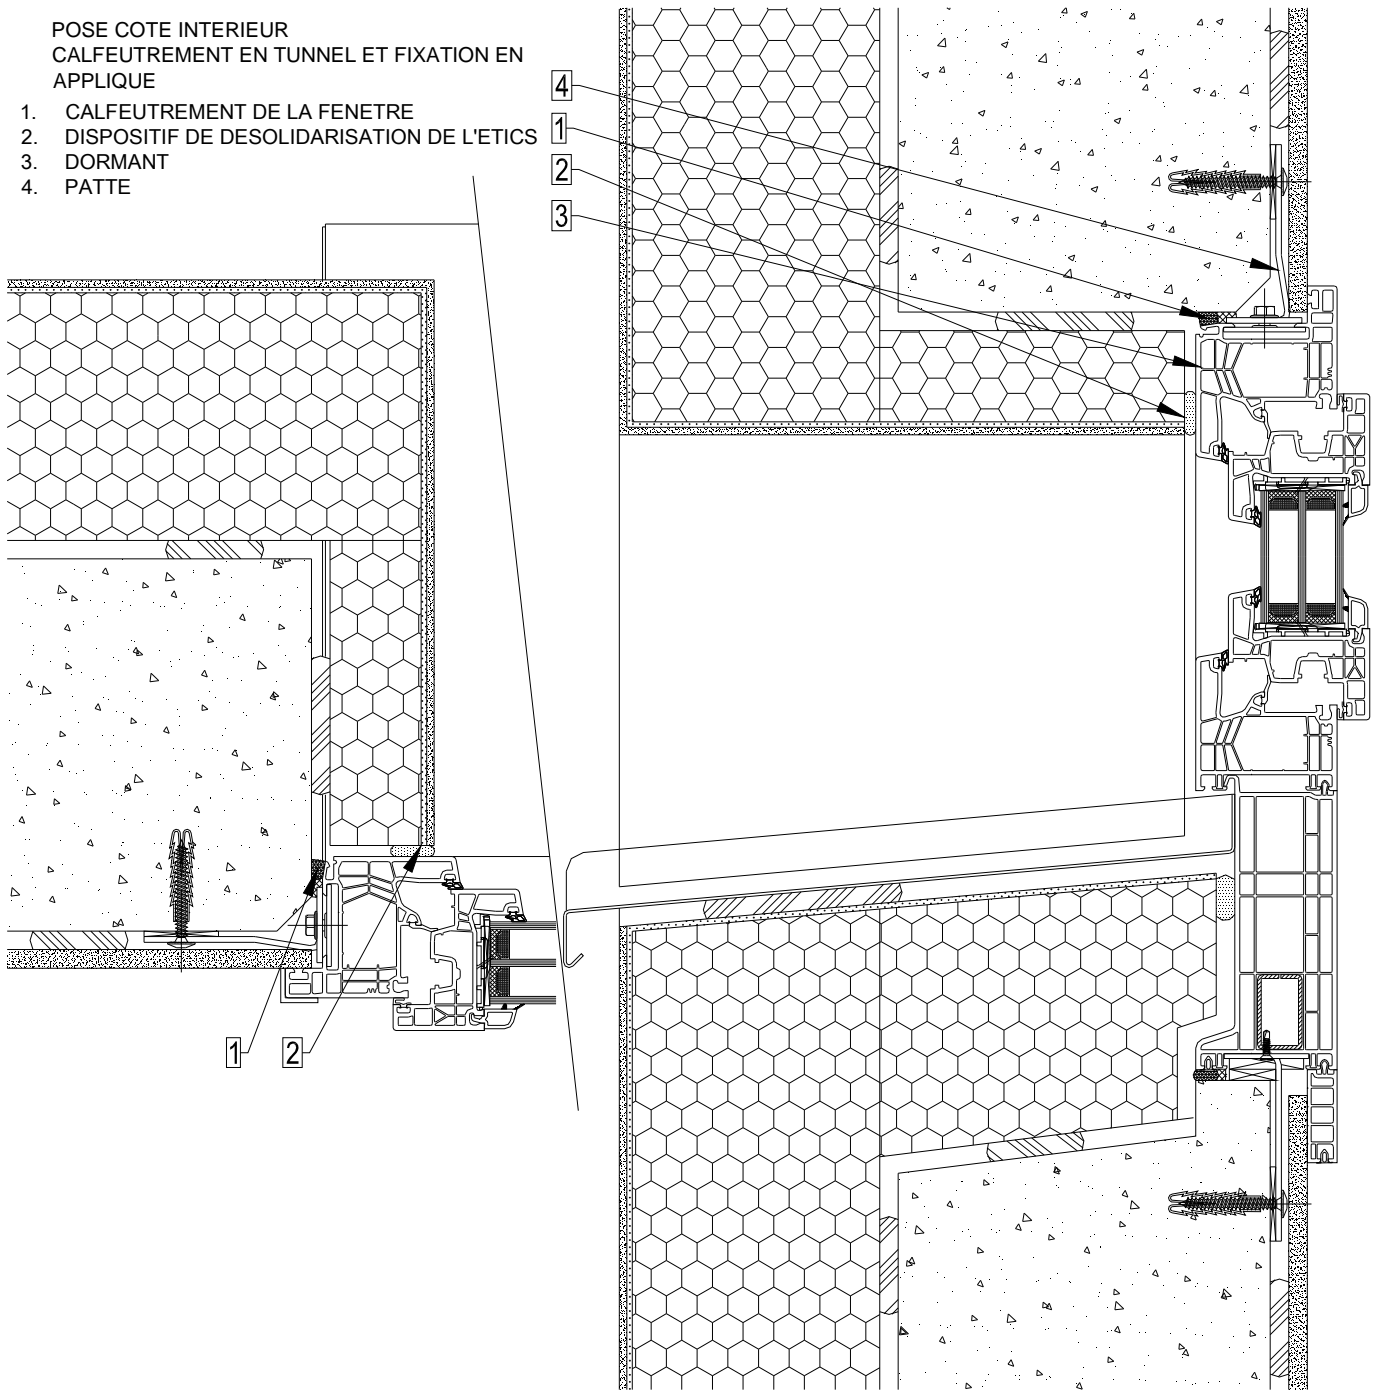 POSE COTE INTERIEUR
CALFEUTREMENT EN TUNNEL ET FIXATION EN
APPLIQUE
1. CALFEUTREMENT DE LA FENETRE
2. DISPOSITIF DE DESOLIDARISATION DE L'ETICS
3. DORMANT
4. PATTE
4
1
2
3
1
2